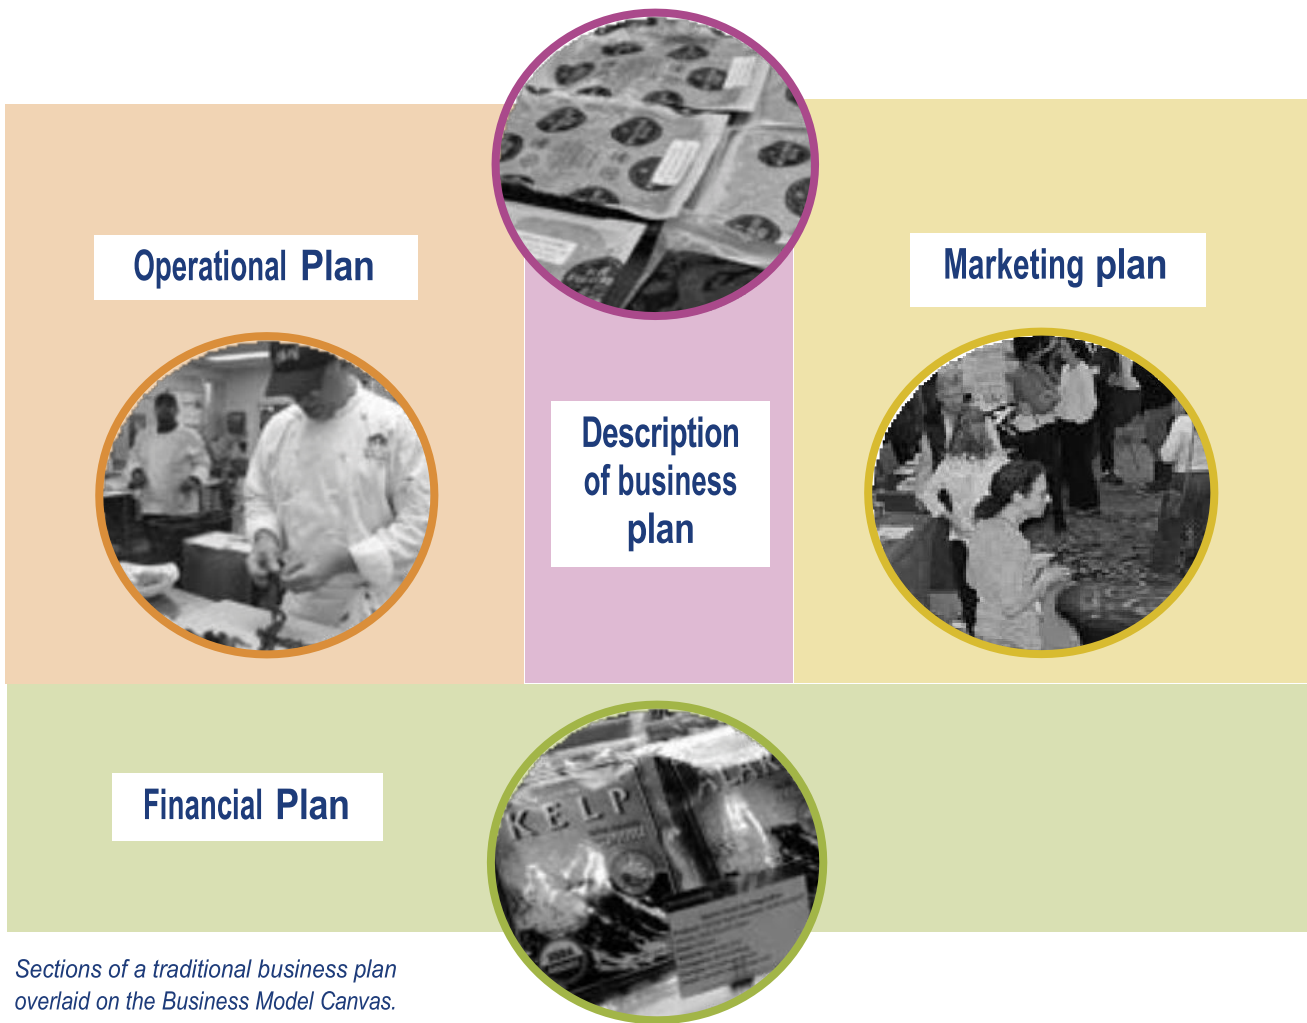 Operational Plan
Marketing plan
Description
of business
plan
Financial Plan
KELP
Sections of a traditional business plan
overlaid on the Business Model Canvas.